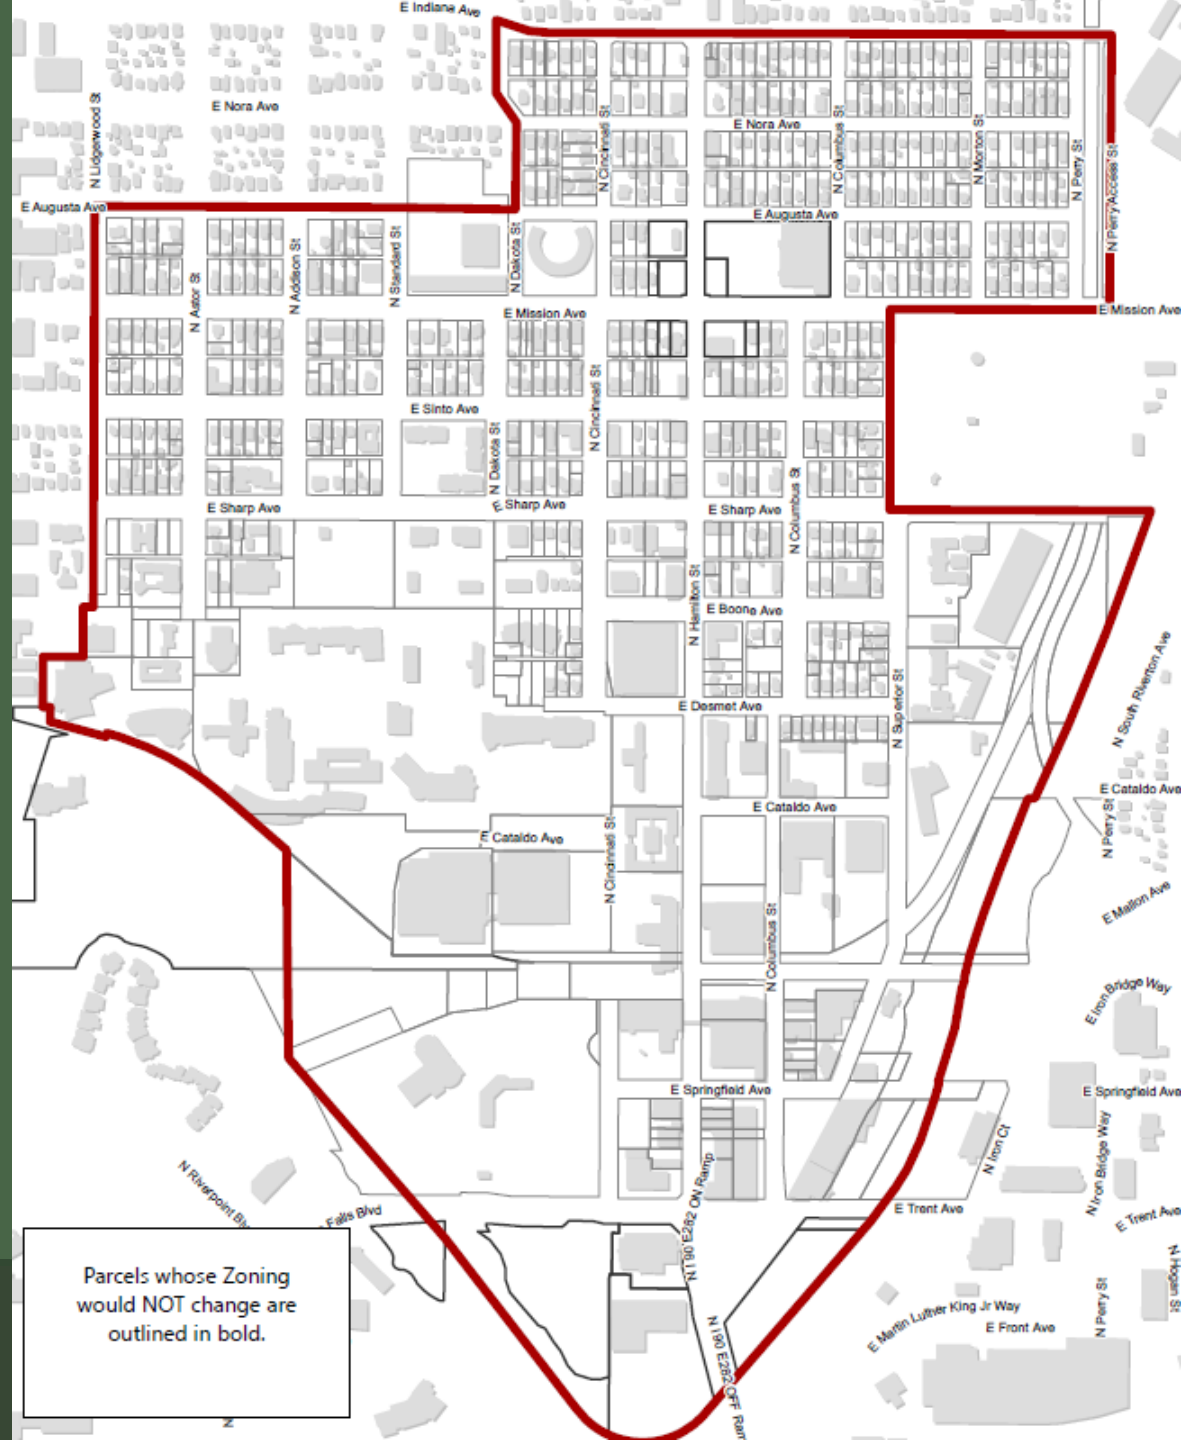 E Indiana Ave
N Lidgerwood St
E Nora Ave
E Nora Ave
N Cincinnati St
N Columbus St
N Morton St
N Perry St
N Perry Access St
E Augusta Ave
E Augusta Ave
N Astor St
N Addison St
N Standard St
N Dakota St
E Mission Ave
E Mission Ave
N Cincinnati St
E Sinto Ave
N Dakota St
N Columbus St
E Sharp Ave
E Sharp Ave
E Sharp Ave
N Hamilton St
E Boone Ave
N Superior St
N South Riverton Ave
E Desmet Ave
E Cataldo Ave
E Cataldo Ave
E Cataldo Ave
N Cincinnati St
N Perry St
E Mallon Ave
N Columbus St
E Iron Bridge Way
E Springfield Ave
E Springfield Ave
N Iron Ct
N Iron Bridge Way
N Riverpoint Blv
Falls Blvd
N I 90 E282 ON Ramp
E Trent Ave
E Trent Ave
N Hogan St
Parcels whose Zoning
would NOT change are
outlined in bold.
N I 90 E282 OFF Ram
E Martin Luther King Jr Way
E Front Ave
N Perry St
N